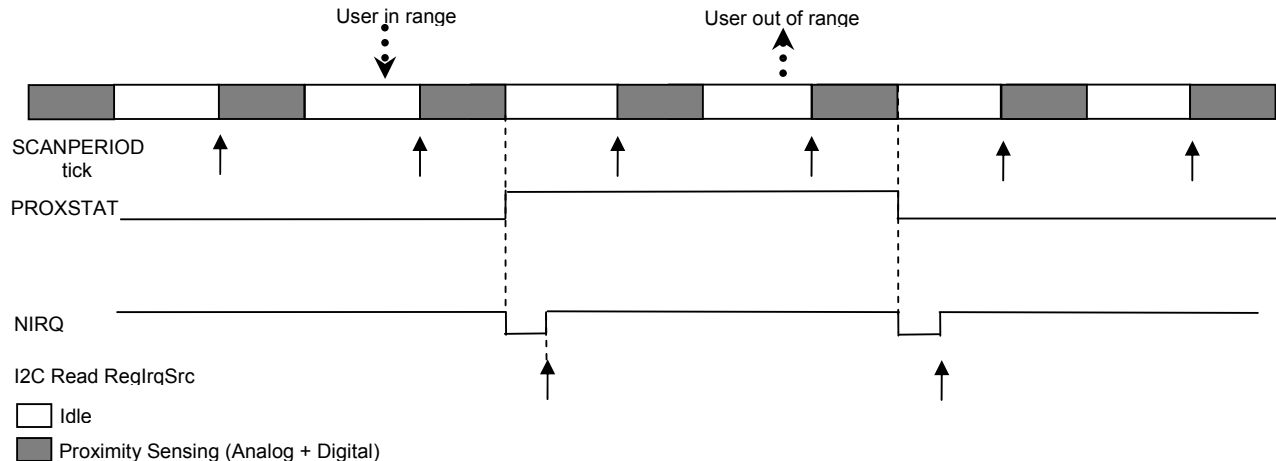 User in range
User out of range
SCANPERIOD
tick
PROXSTAT
NIRQ
I2C Read RegIrqSrc
Idle
Proximity Sensing (Analog + Digital)